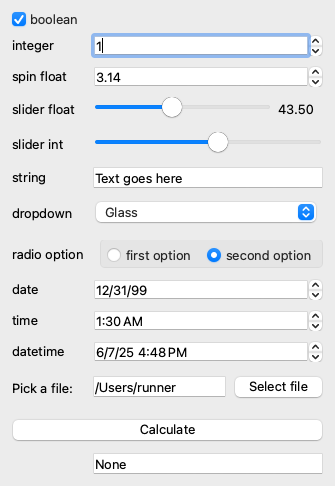 boolean
integer 1
spin float 3.14
slider float 43.50
slider int
string Text goes here
dropdown Glass
radio option first option second option
date 12/31/99
time 1:30 AM
datetime 6/7/25 4:48 PM
Pick a file: /Users/runner Select file
Calculate
None